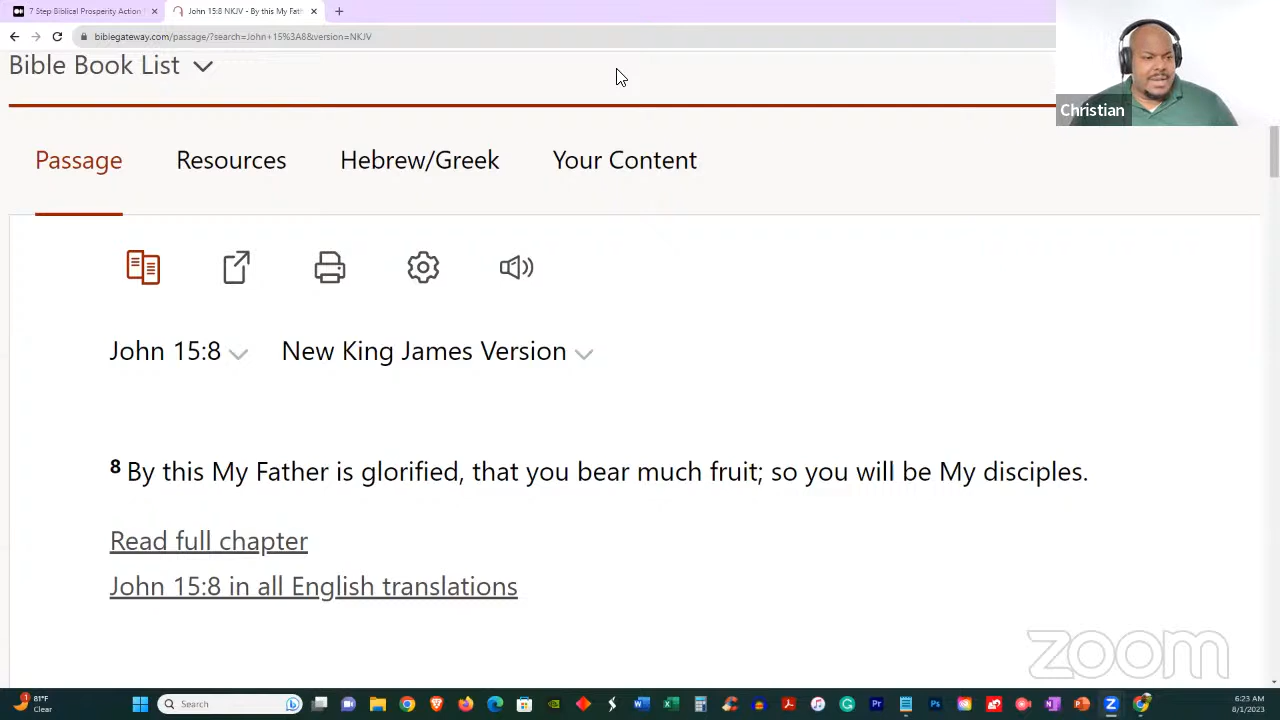 7 Step Biblical Prosperity Action
John 15:8 NKJV - By this My Fath
biblegateway.com/passage/?search=John+15%3A8&version=NKJV
Bible Book List
Christian
Passage
Resources
Hebrew/Greek
Your Content
John 15:8
New King James Version
8 By this My Father is glorified, that you bear much fruit; so you will be My disciples.
Read full chapter
John 15:8 in all English translations
zoom
1
81°F
Clear
Search
6:23 AM
8/1/2023